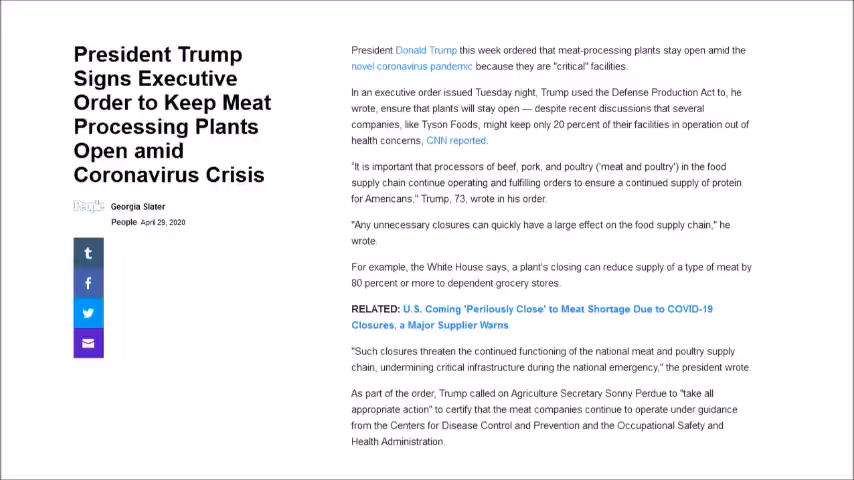 President Trump
Signs Executive
Order to Keep Meat
Processing Plants
Open amid
Coronavirus Crisis
People
Georgia Slater
People April 29, 2020
t
f
President Donald Trump this week ordered that meat-processing plants stay open amid the
novel coronavirus pandemic because they are "critical" facilities.
In an executive order issued Tuesday night, Trump used the Defense Production Act to, he
wrote, ensure that plants will stay open — despite recent discussions that several
companies, like Tyson Foods, might keep only 20 percent of their facilities in operation out of
health concerns, CNN reported.
"It is important that processors of beef, pork, and poultry ('meat and poultry') in the food
supply chain continue operating and fulfilling orders to ensure a continued supply of protein
for Americans," Trump, 73, wrote in his order.
"Any unnecessary closures can quickly have a large effect on the food supply chain," he
wrote.
For example, the White House says, a plant's closing can reduce supply of a type of meat by
80 percent or more to dependent grocery stores.
RELATED: U.S. Coming 'Perilously Close' to Meat Shortage Due to COVID-19
Closures, a Major Supplier Warns
"Such closures threaten the continued functioning of the national meat and poultry supply
chain, undermining critical infrastructure during the national emergency," the president wrote.
As part of the order, Trump called on Agriculture Secretary Sonny Perdue to "take all
appropriate action" to certify that the meat companies continue to operate under guidance
from the Centers for Disease Control and Prevention and the Occupational Safety and
Health Administration.